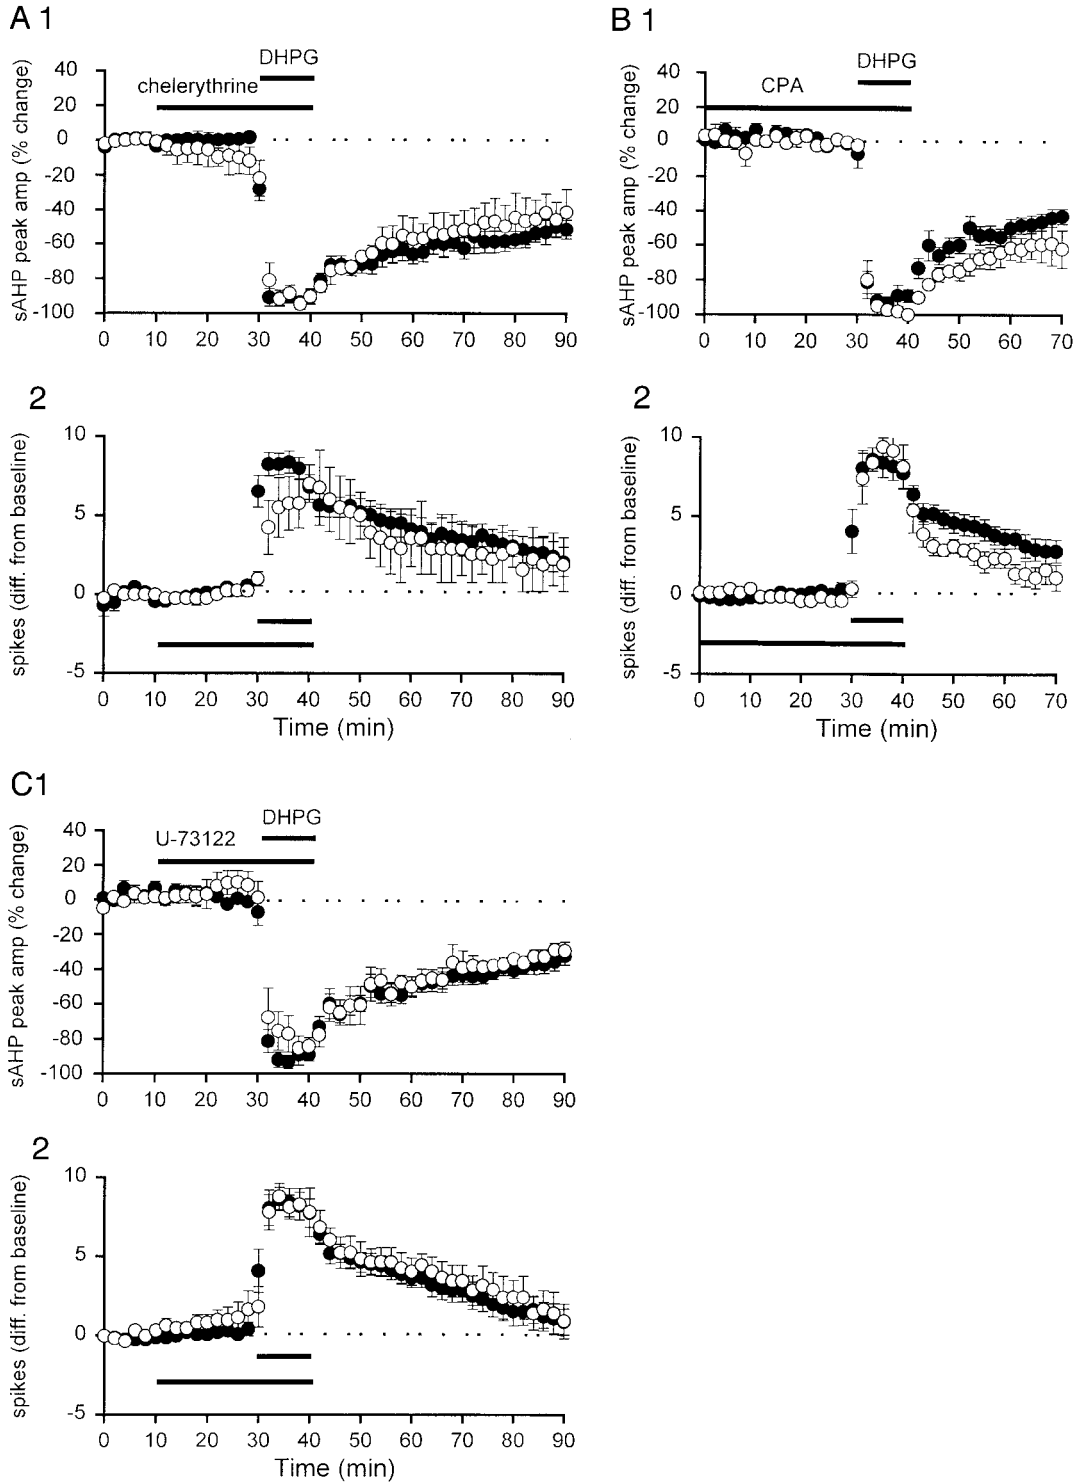 A 1
DHPG
chelerythrine
sAHP peak amp (% change)
40
20
0
-20
-40
-60
-80
-100
0 10 20 30 40 50 60 70 80 90
B 1
DHPG
CPA
sAHP peak amp (% change)
40
20
0
-20
-40
-60
-80
-100
0 10 20 30 40 50 60 70
2
spikes (diff. from baseline)
10
5
0
-5
0 10 20 30 40 50 60 70 80 90
Time (min)
2
spikes (diff. from baseline)
10
5
0
-5
0 10 20 30 40 50 60 70
Time (min)
C1
DHPG
U-73122
sAHP peak amp (% change)
40
20
0
-20
-40
-60
-80
-100
0 10 20 30 40 50 60 70 80 90
2
spikes (diff. from baseline)
10
5
0
-5
0 10 20 30 40 50 60 70 80 90
Time (min)